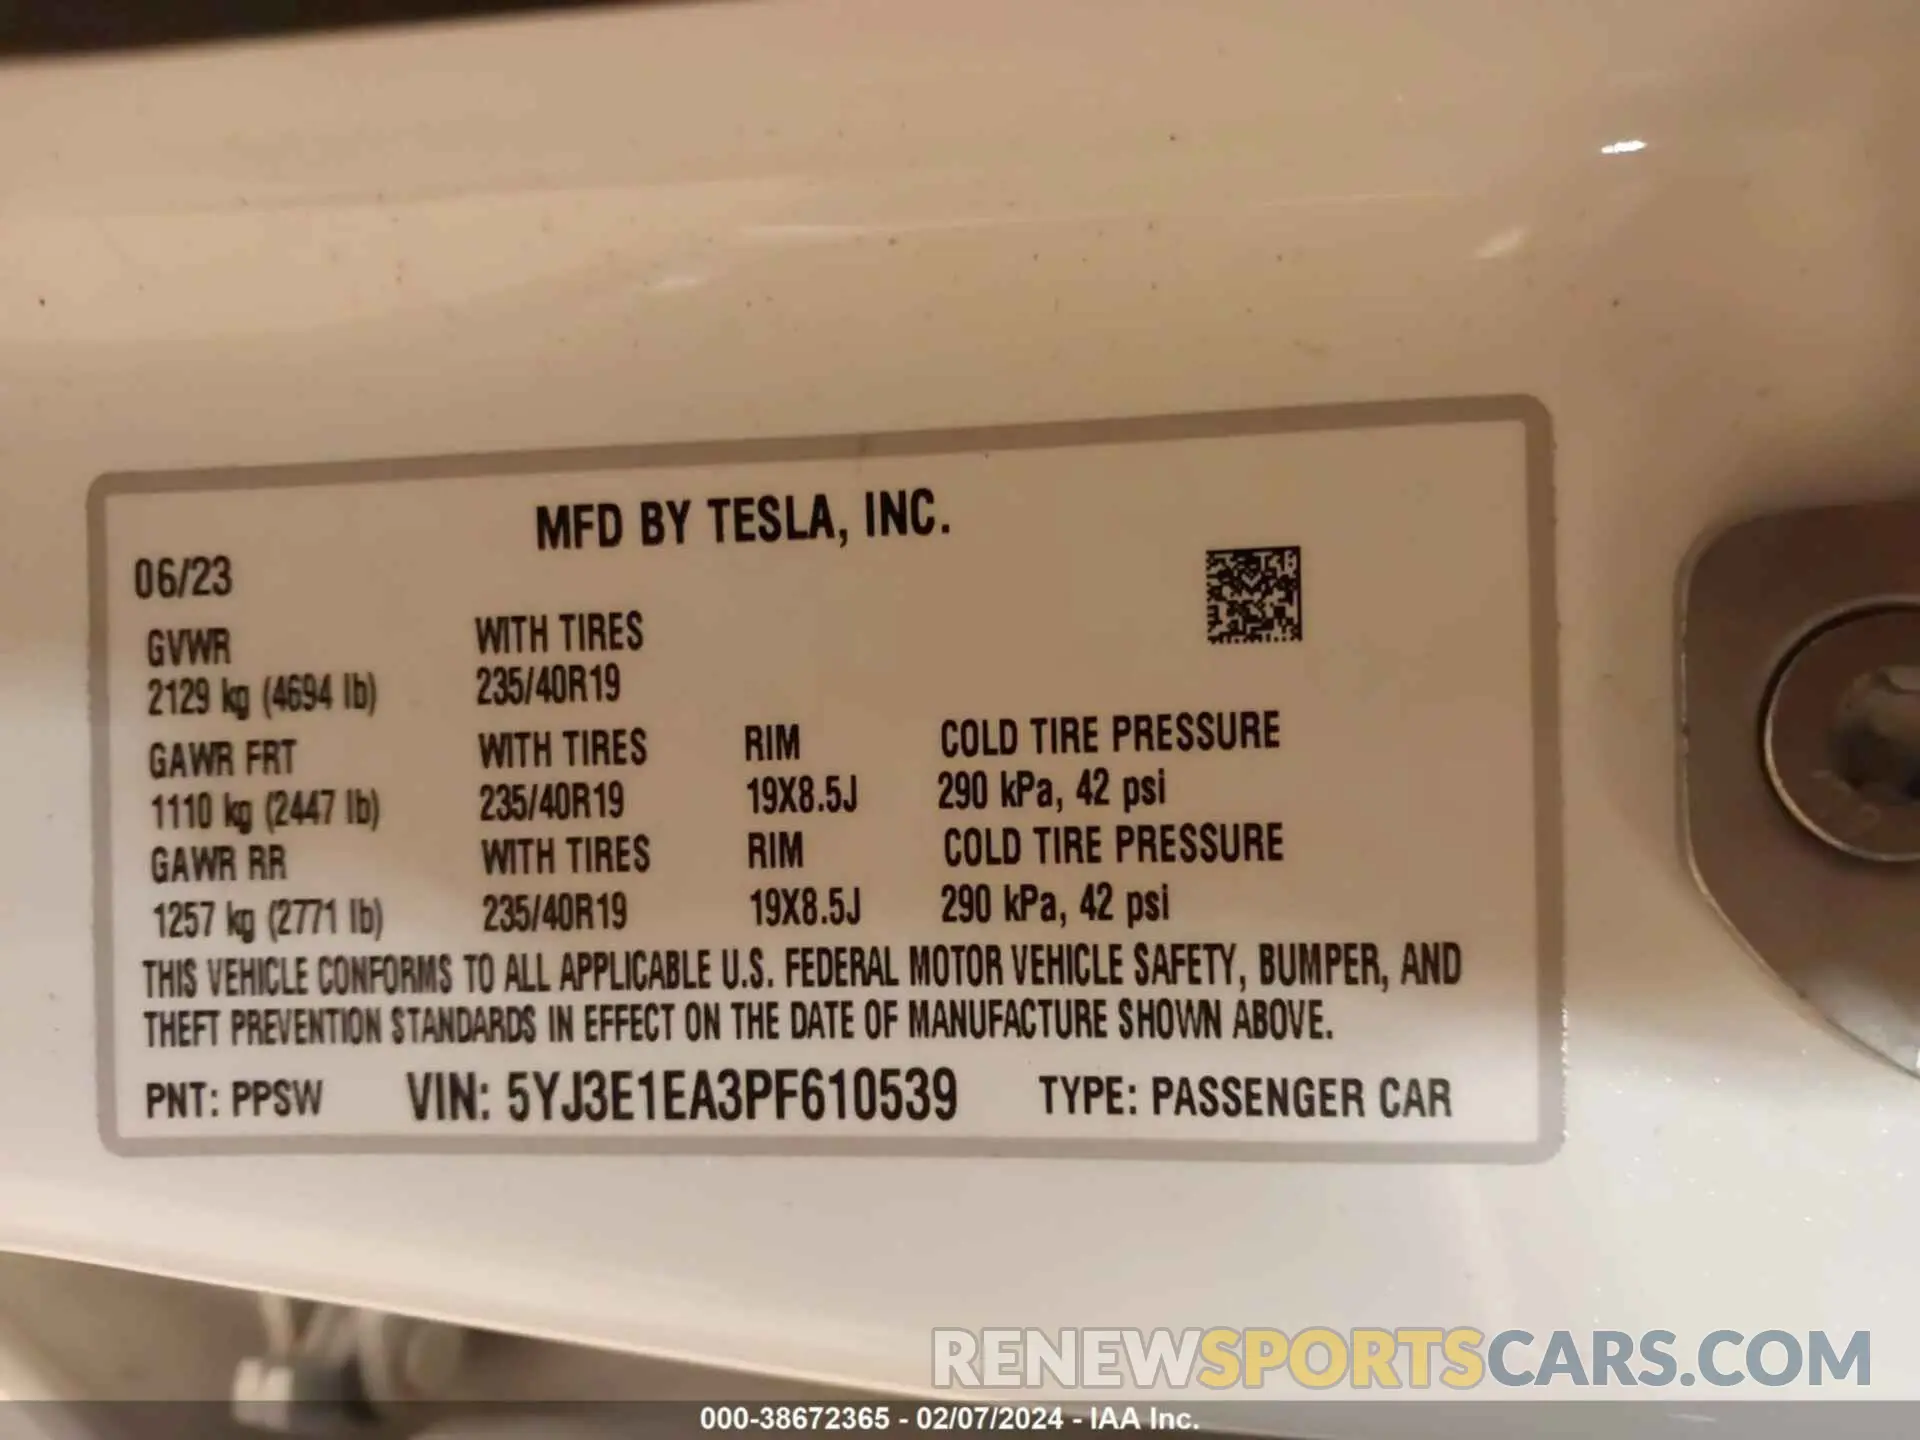 MFD BY TESLA, INC.
06/23
GVWR WITH TIRES
2129 kg (4694 lb) 235/40R19
GAWR FRT WITH TIRES RIM COLD TIRE PRESSURE
1110 kg (2447 lb) 235/40R19 19X8.5J 290 kPa, 42 psi
GAWR RR WITH TIRES RIM COLD TIRE PRESSURE
1257 kg (2771 lb) 235/40R19 19X8.5J 290 kPa, 42 psi
THIS VEHICLE CONFORMS TO ALL APPLICABLE U.S. FEDERAL MOTOR VEHICLE SAFETY, BUMPER, AND
THEFT PREVENTION STANDARDS IN EFFECT ON THE DATE OF MANUFACTURE SHOWN ABOVE.
PNT: PPSW VIN: 5YJ3E1EA3PF610539 TYPE: PASSENGER CAR
RENEWSPORTSCARS.COM
000-38672365 - 02/07/2024 - IAA Inc.